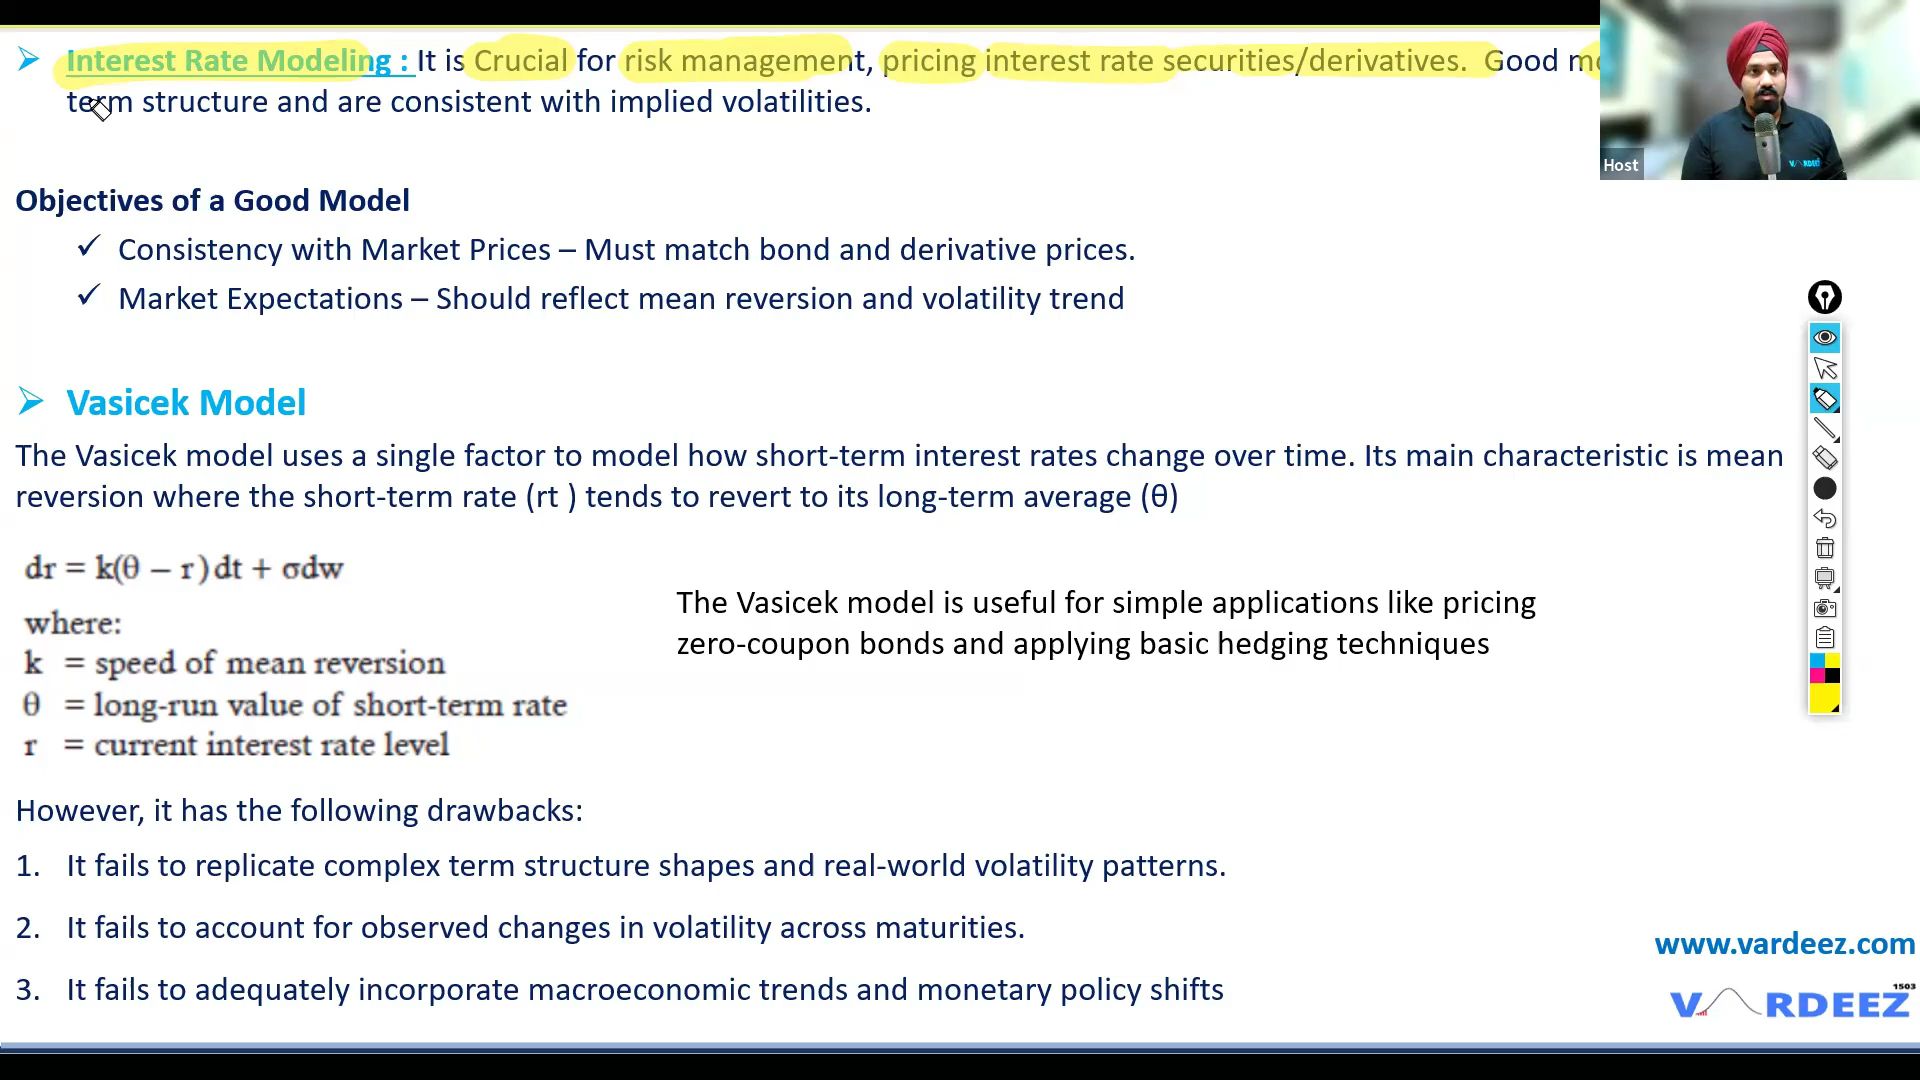 Interest Rate Modeling : It is Crucial for risk management, pricing interest rate securities/derivatives. Good
term structure and are consistent with implied volatilities.
Host
Objectives of a Good Model
✓ Consistency with Market Prices – Must match bond and derivative prices.
✓ Market Expectations – Should reflect mean reversion and volatility trend
Vasicek Model
The Vasicek model uses a single factor to model how short-term interest rates change over time. Its main characteristic is mean
reversion where the short-term rate (rt ) tends to revert to its long-term average (θ)
dr = k(θ – r)dt + σdw
where:
k = speed of mean reversion
θ = long-run value of short-term rate
r = current interest rate level
The Vasicek model is useful for simple applications like pricing
zero-coupon bonds and applying basic hedging techniques
However, it has the following drawbacks:
1. It fails to replicate complex term structure shapes and real-world volatility patterns.
2. It fails to account for observed changes in volatility across maturities.
3. It fails to adequately incorporate macroeconomic trends and monetary policy shifts
www.vardeez.com
1503
VARDEEZ